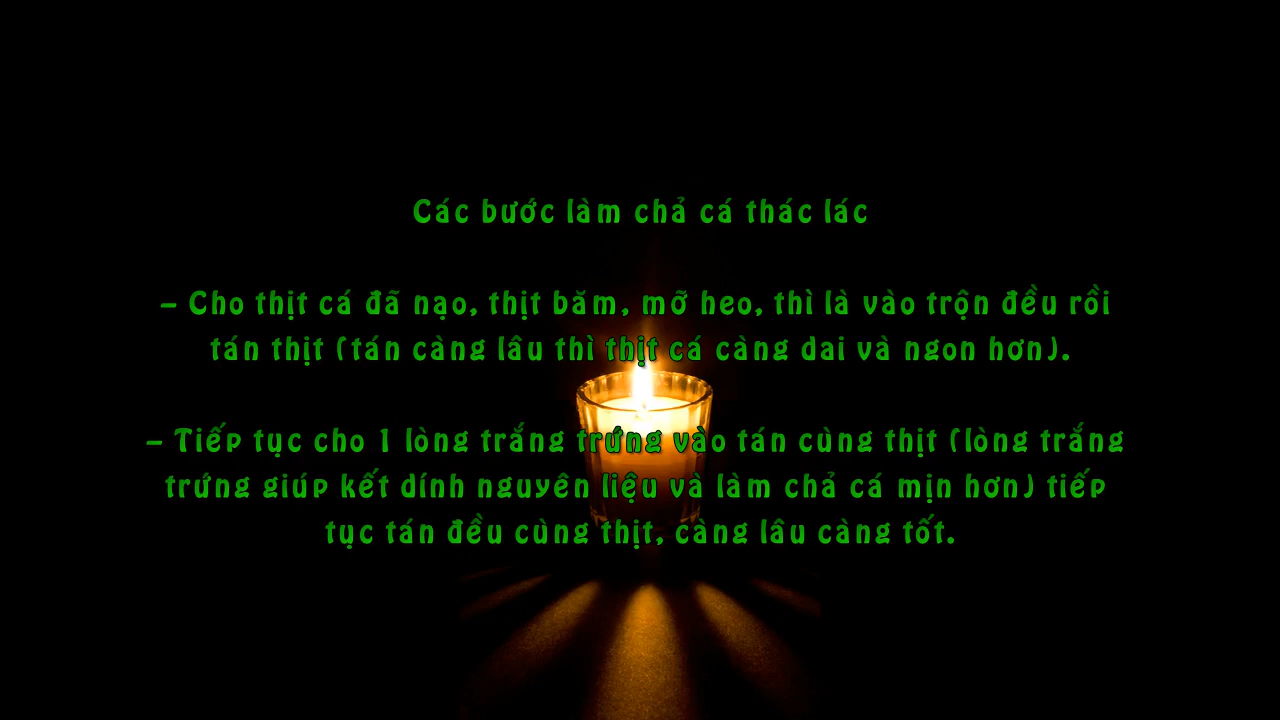 Các bước làm chả cá thác lác
– Cho thịt cá đã nạo, thịt băm, mỡ heo, thì là vào trộn đều rồi
tán thịt (tán càng lâu thì thịt cá càng dai và ngon hơn).
– Tiếp tục cho 1 lòng trắng trứng vào tán cùng thịt (lòng trắng
trứng giúp kết dính nguyên liệu và làm chả cá mịn hơn) tiếp
tục tán đều cùng thịt, càng lâu càng tốt.